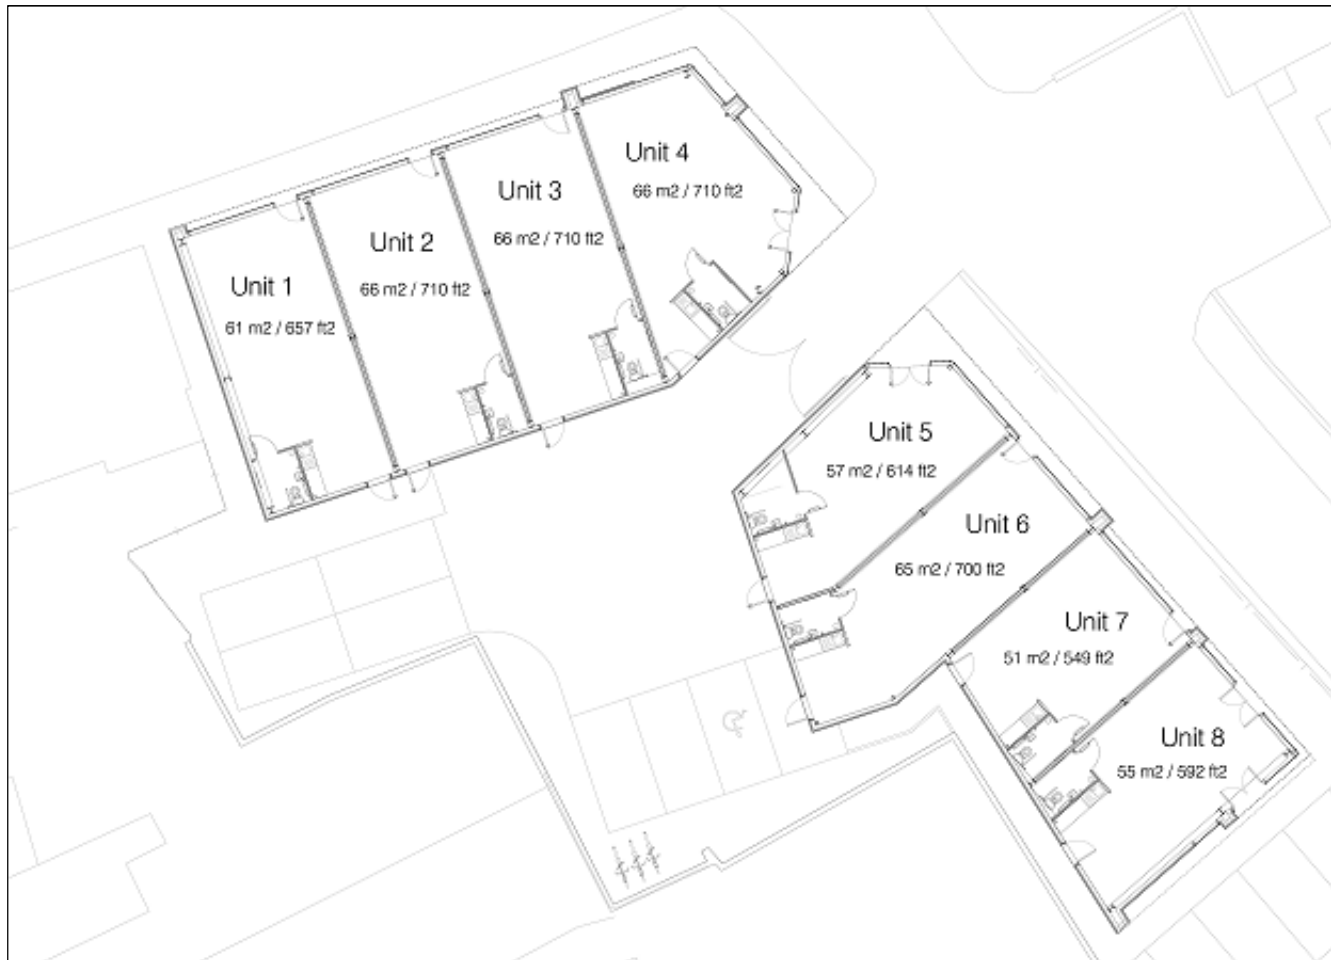 Unit 1
61 m2 / 657 ft2
Unit 2
66 m2 / 710 ft2
Unit 3
66 m2 / 710 ft2
Unit 4
66 m2 / 710 ft2
Unit 5
57 m2 / 614 ft2
Unit 6
65 m2 / 700 ft2
Unit 7
51 m2 / 549 ft2
Unit 8
55 m2 / 592 ft2